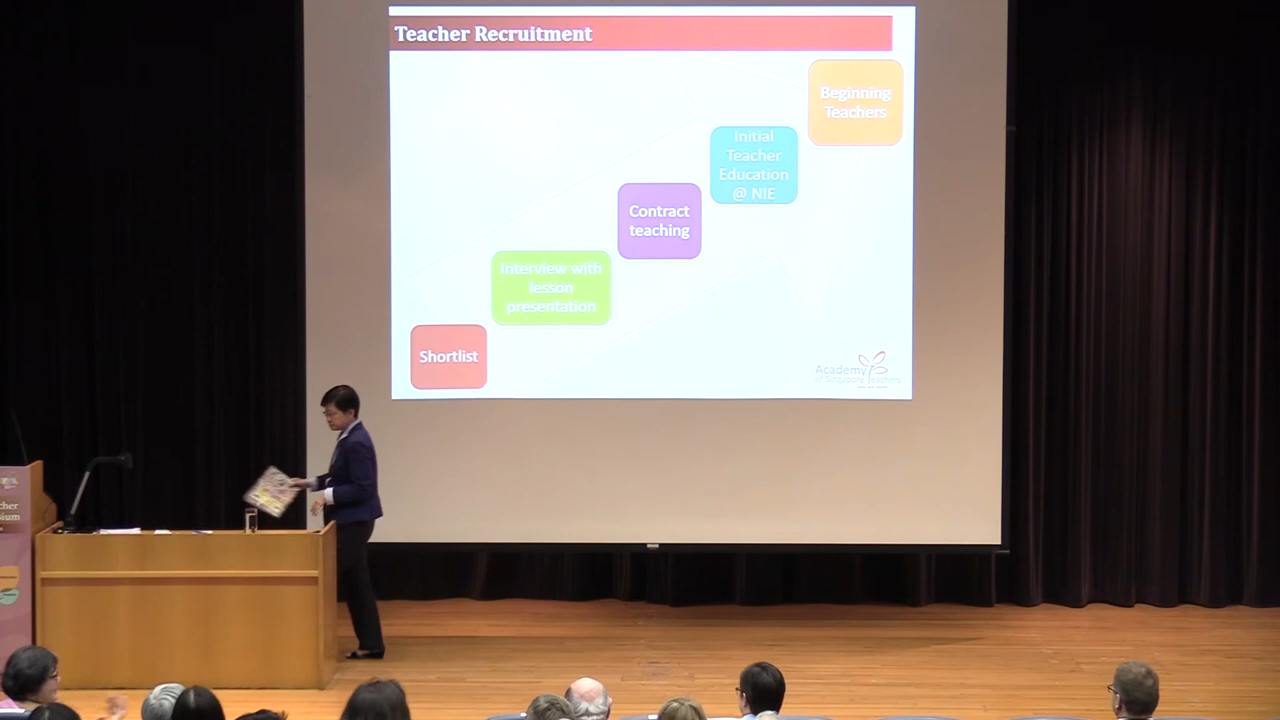 Teacher Recruitment
Beginning
Teachers
Initial
Teacher
Education
@ NIE
Contract
teaching
Interview with
lesson
presentation
Shortlist
Academy
of Singapore Teachers